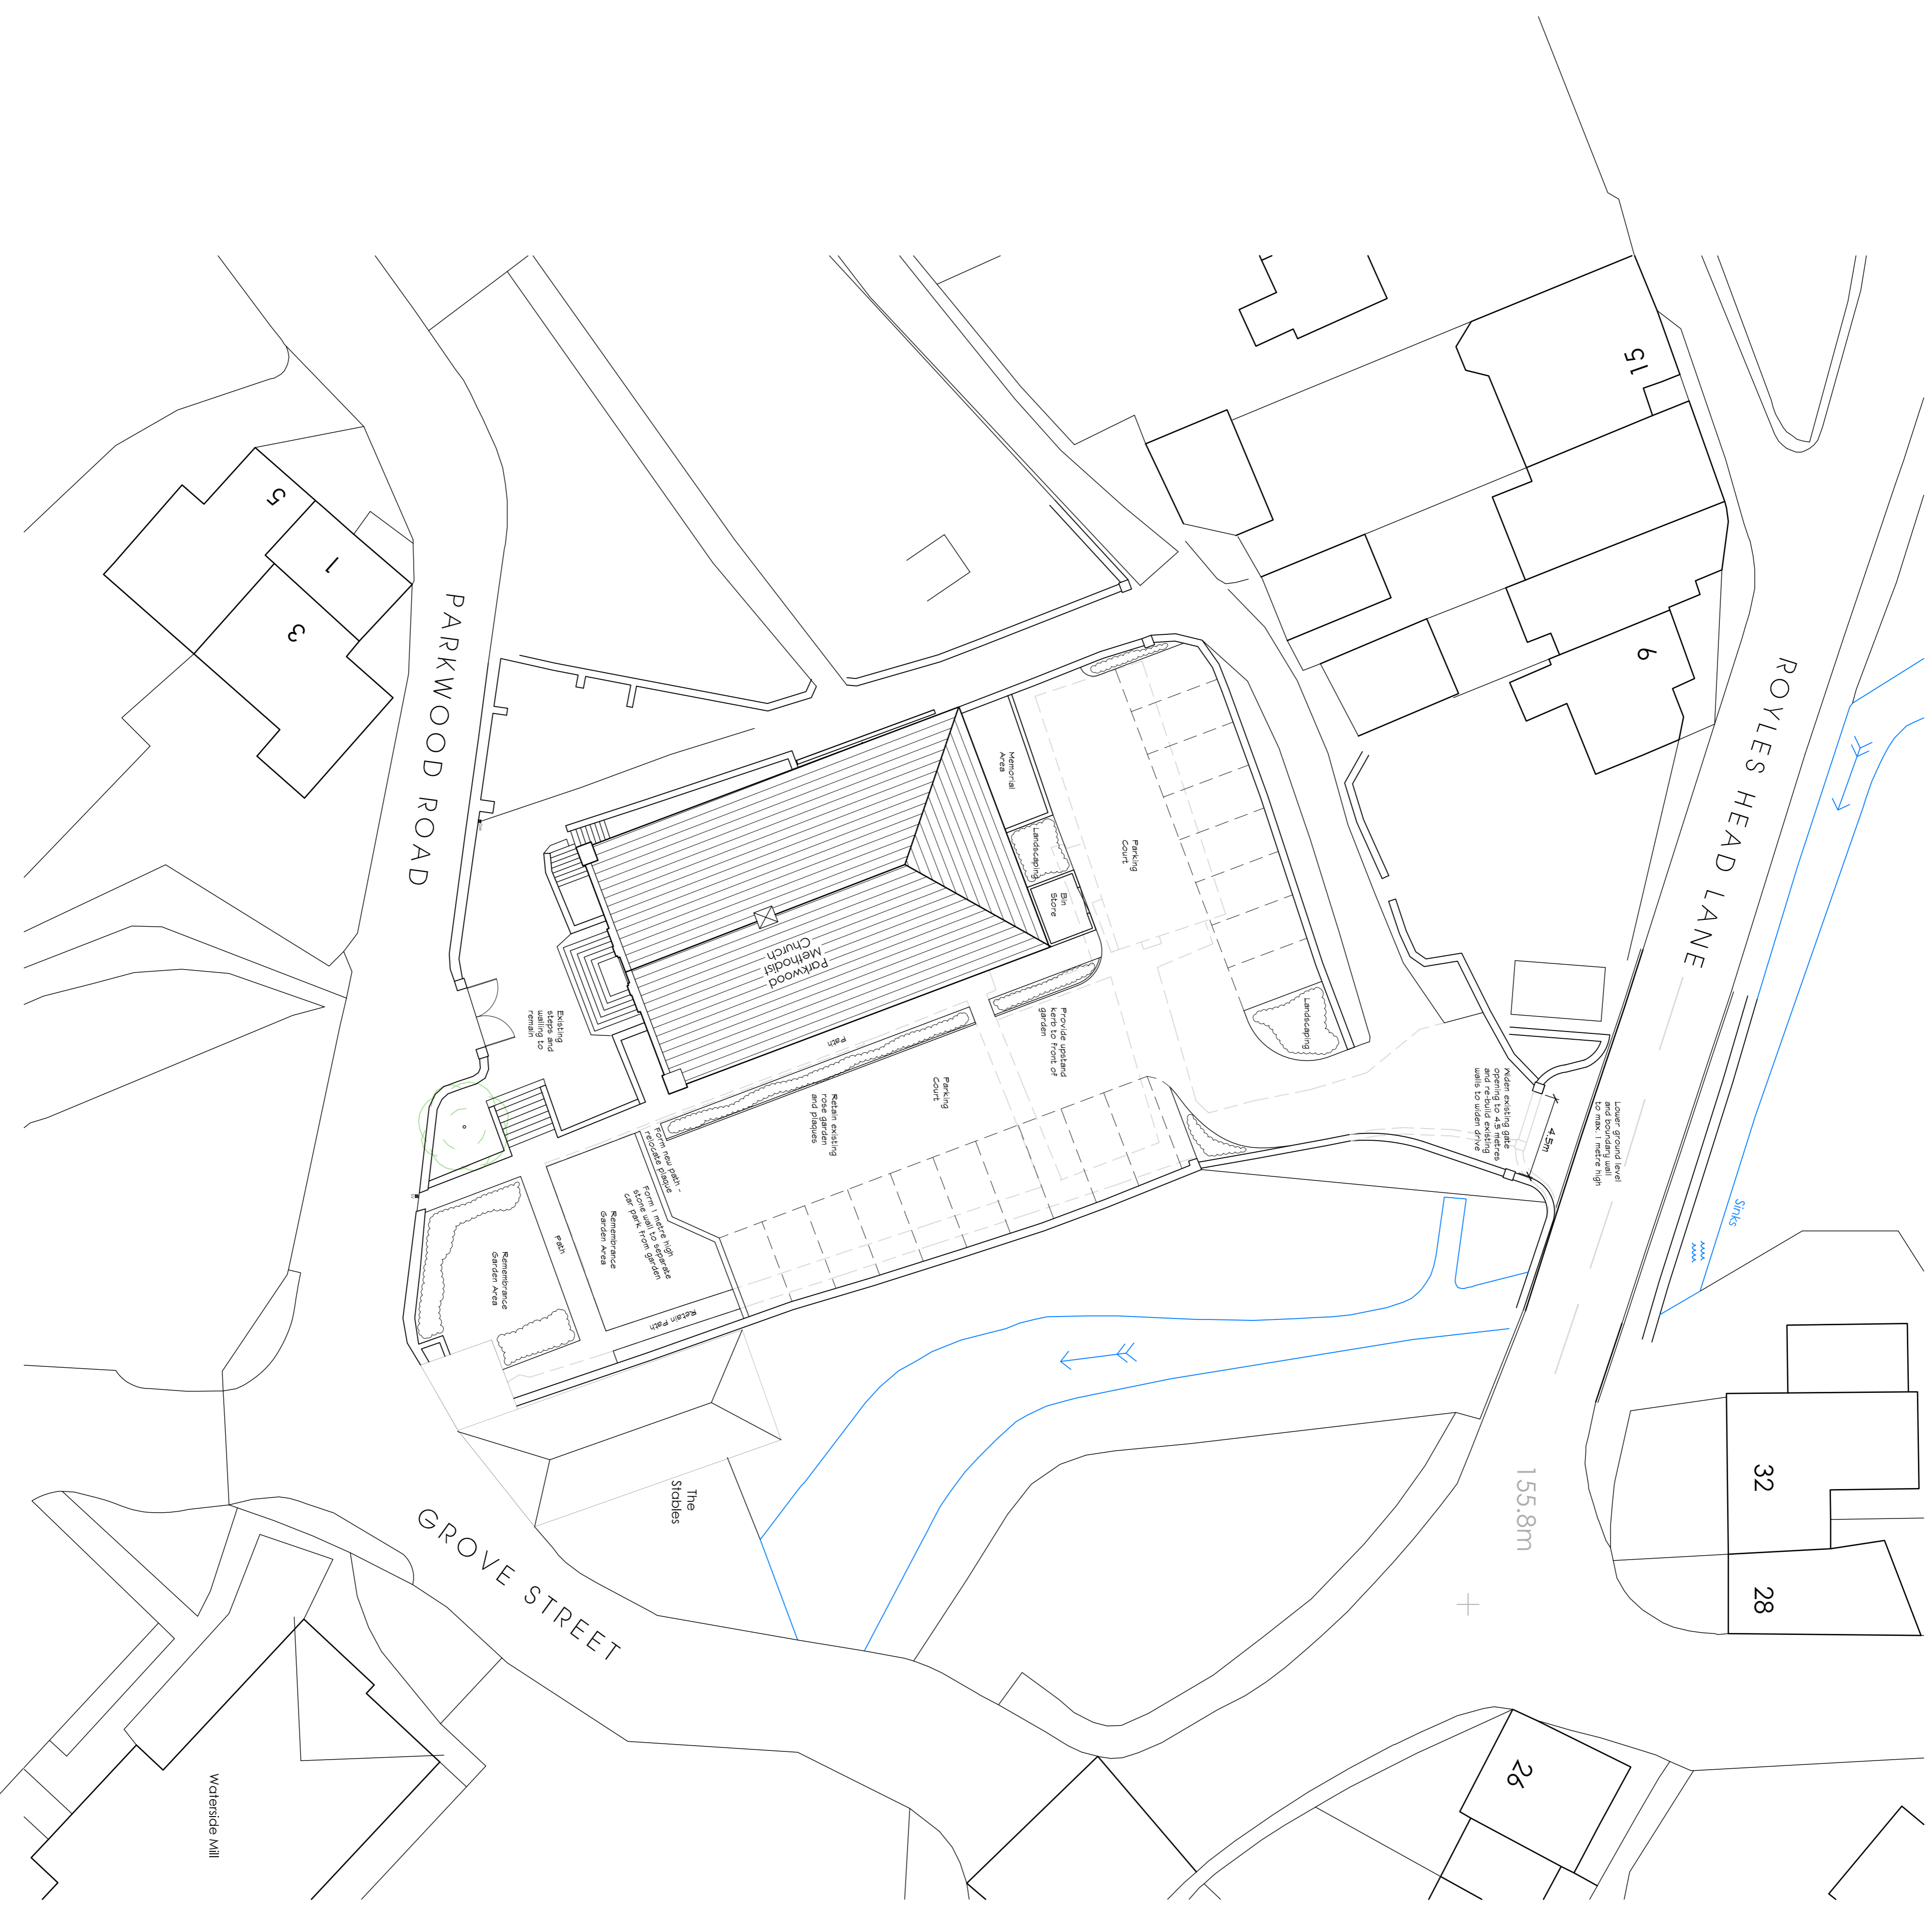 15
5
1
3
6
PARKWOOD ROAD
ROYLES HEAD LANE
Memorial
Area
Landscaping
Bin
Store
Parking
Court
Parkwood
Methodist
Church
Landscaping
Existing
steps and
walling to
remain
Path
Provide upstand
kerb to front of
garden
Parking
Court
Retain existing
rose garden
and plaques
Widen existing gate
opening to 4.5 metres
and re-build existing
walls to widen drive
4.5m
Lower ground level
and boundary wall
to max. 1 metre high
Form new path -
relocate plaque
Form 1 metre high
stone wall to separate
car park from garden
Remembrance
Garden Area
Path
Remembrance
Garden Area
Retain Path
Sinks
The
Stables
155.8m
32
28
GROVE STREET
26
Waterside Mill